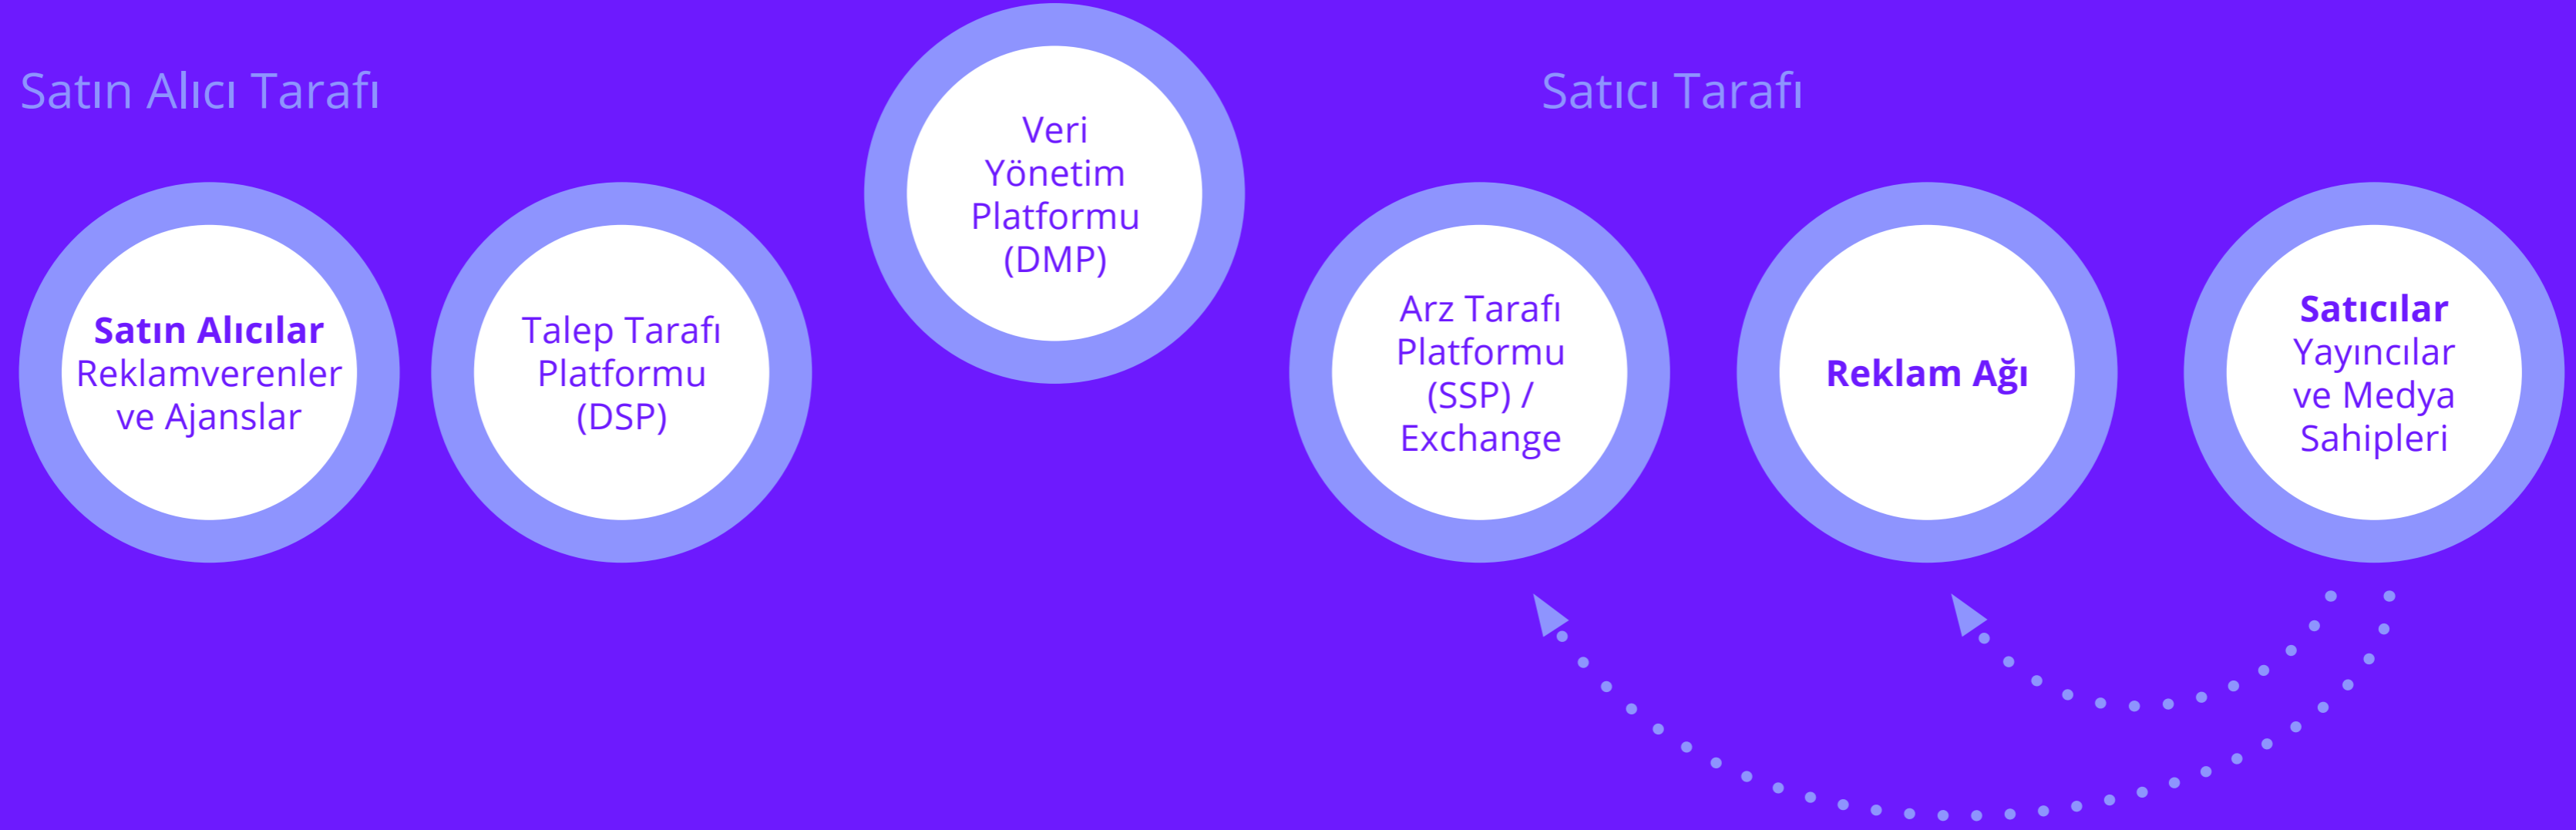 Satın Alıcı Tarafı
Satıcı Tarafı
Satın Alıcılar
Reklamverenler
ve Ajanslar
Talep Tarafı
Platformu
(DSP)
Veri
Yönetim
Platformu
(DMP)
Arz Tarafı
Platformu
(SSP) /
Exchange
Reklam Ağı
Satıcılar
Yayıncılar
ve Medya
Sahipleri